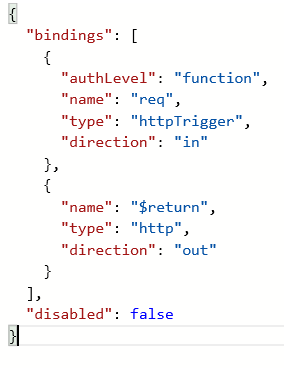 {
  "bindings": [
    {
      "authLevel": "function",
      "name": "req",
      "type": "httpTrigger",
      "direction": "in"
    },
    {
      "name": "$return",
      "type": "http",
      "direction": "out"
    }
  ],
  "disabled": false
}